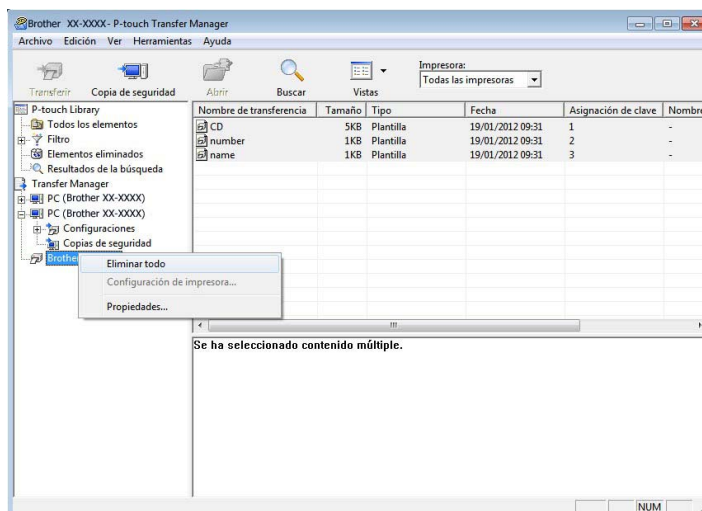 Brother XX-XXXX- P-touch Transfer Manager
Archivo Edición Ver Herramientas Ayuda
Transferir Copia de seguridad Abrir Buscar Vistas
Impresora:
Todas las impresoras
P-touch Library
Todos los elementos
Filtro
Elementos eliminados
Resultados de la búsqueda
Transfer Manager
PC (Brother XX-XXXX)
PC (Brother XX-XXXX)
Configuraciones
Copias de seguridad
Brother
Eliminar todo
Configuración de impresora...
Propiedades...
Nombre de transferencia Tamaño Tipo Fecha Asignación de clave Nombre
CD 5KB Plantilla 19/01/2012 09:31 1 -
number 1KB Plantilla 19/01/2012 09:31 2 -
name 1KB Plantilla 19/01/2012 09:31 3 -
Se ha seleccionado contenido múltiple.
NUM